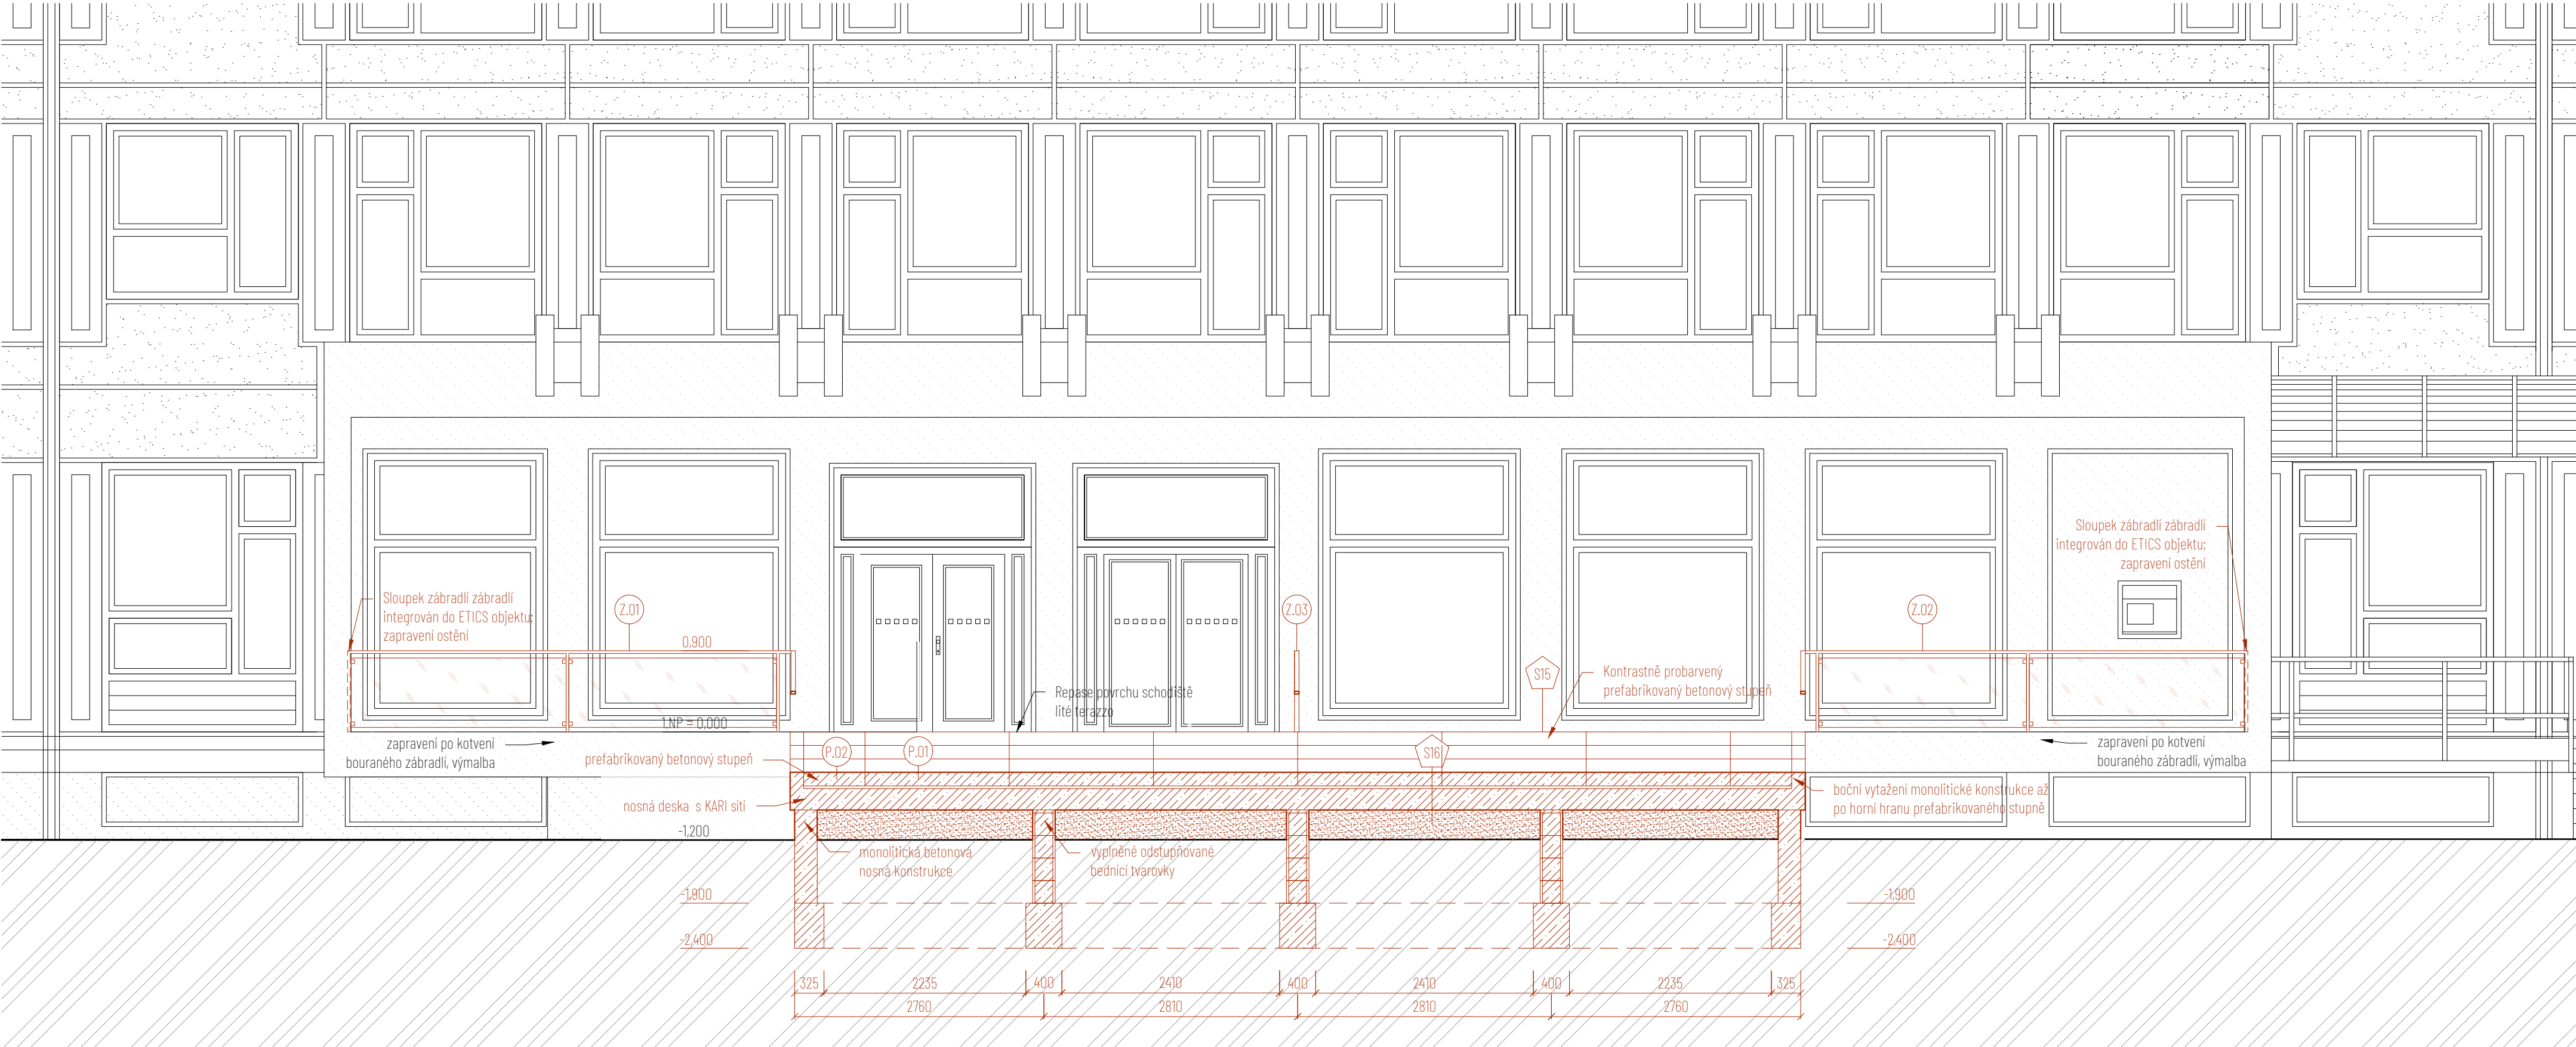 Sloupek zábradlí zábradlí
integrován do ETICS objektu;
zapravení ostění
Sloupek zábradlí zábradlí
integrován do ETICS objektu;
zapravení ostění
Z.01
Z.03
Z.02
0,900
S15
Kontrastně probarvený
prefabrikovaný betonový stupeň
Repase povrchu schodiště
lité terazzo
1.NP = 0,000
zapravení po kotvení
bouraného zábradlí, výmalba
zapravení po kotvení
bouraného zábradlí, výmalba
prefabrikovaný betonový stupeň
P.02
P.01
S16
nosná deska s KARI sítí
boční vytažení monolitické konstrukce až
po horní hranu prefabrikovaného stupně
-1,200
monolitická betonová
nosná konstrukce
vyplněné odstupňované
bednící tvarovky
-1,900
-1,900
-2,400
-2,400
325 2235 400 2410 400 2410 400 2235 325
2760 2810 2810 2760